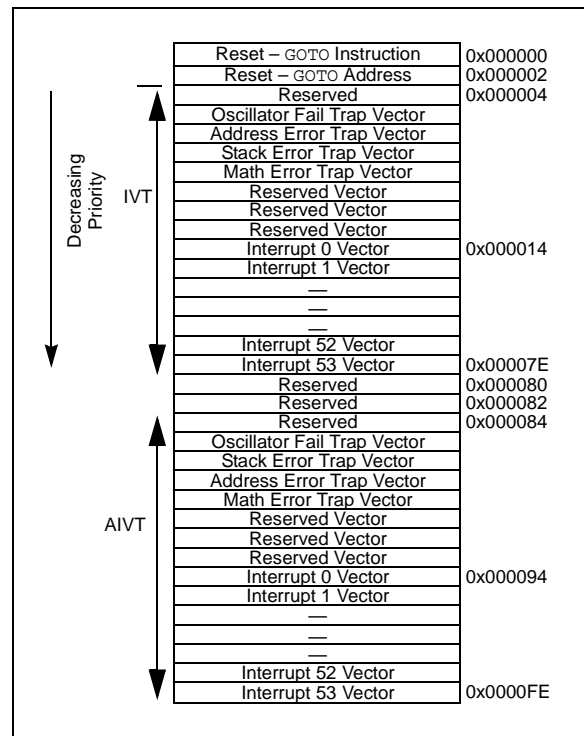 Reset – GOTO Instruction 0x000000
Reset – GOTO Address 0x000002
Reserved 0x000004
Oscillator Fail Trap Vector
Address Error Trap Vector
Stack Error Trap Vector
Math Error Trap Vector
Reserved Vector
Reserved Vector
Reserved Vector
Interrupt 0 Vector 0x000014
Interrupt 1 Vector
—
—
—
Interrupt 52 Vector
Interrupt 53 Vector 0x00007E
Decreasing
Priority
IVT
Reserved 0x000080
Reserved 0x000082
Reserved 0x000084
Oscillator Fail Trap Vector
Stack Error Trap Vector
Address Error Trap Vector
Math Error Trap Vector
Reserved Vector
Reserved Vector
Reserved Vector
Interrupt 0 Vector 0x000094
Interrupt 1 Vector
—
—
—
Interrupt 52 Vector
Interrupt 53 Vector 0x0000FE
AIVT